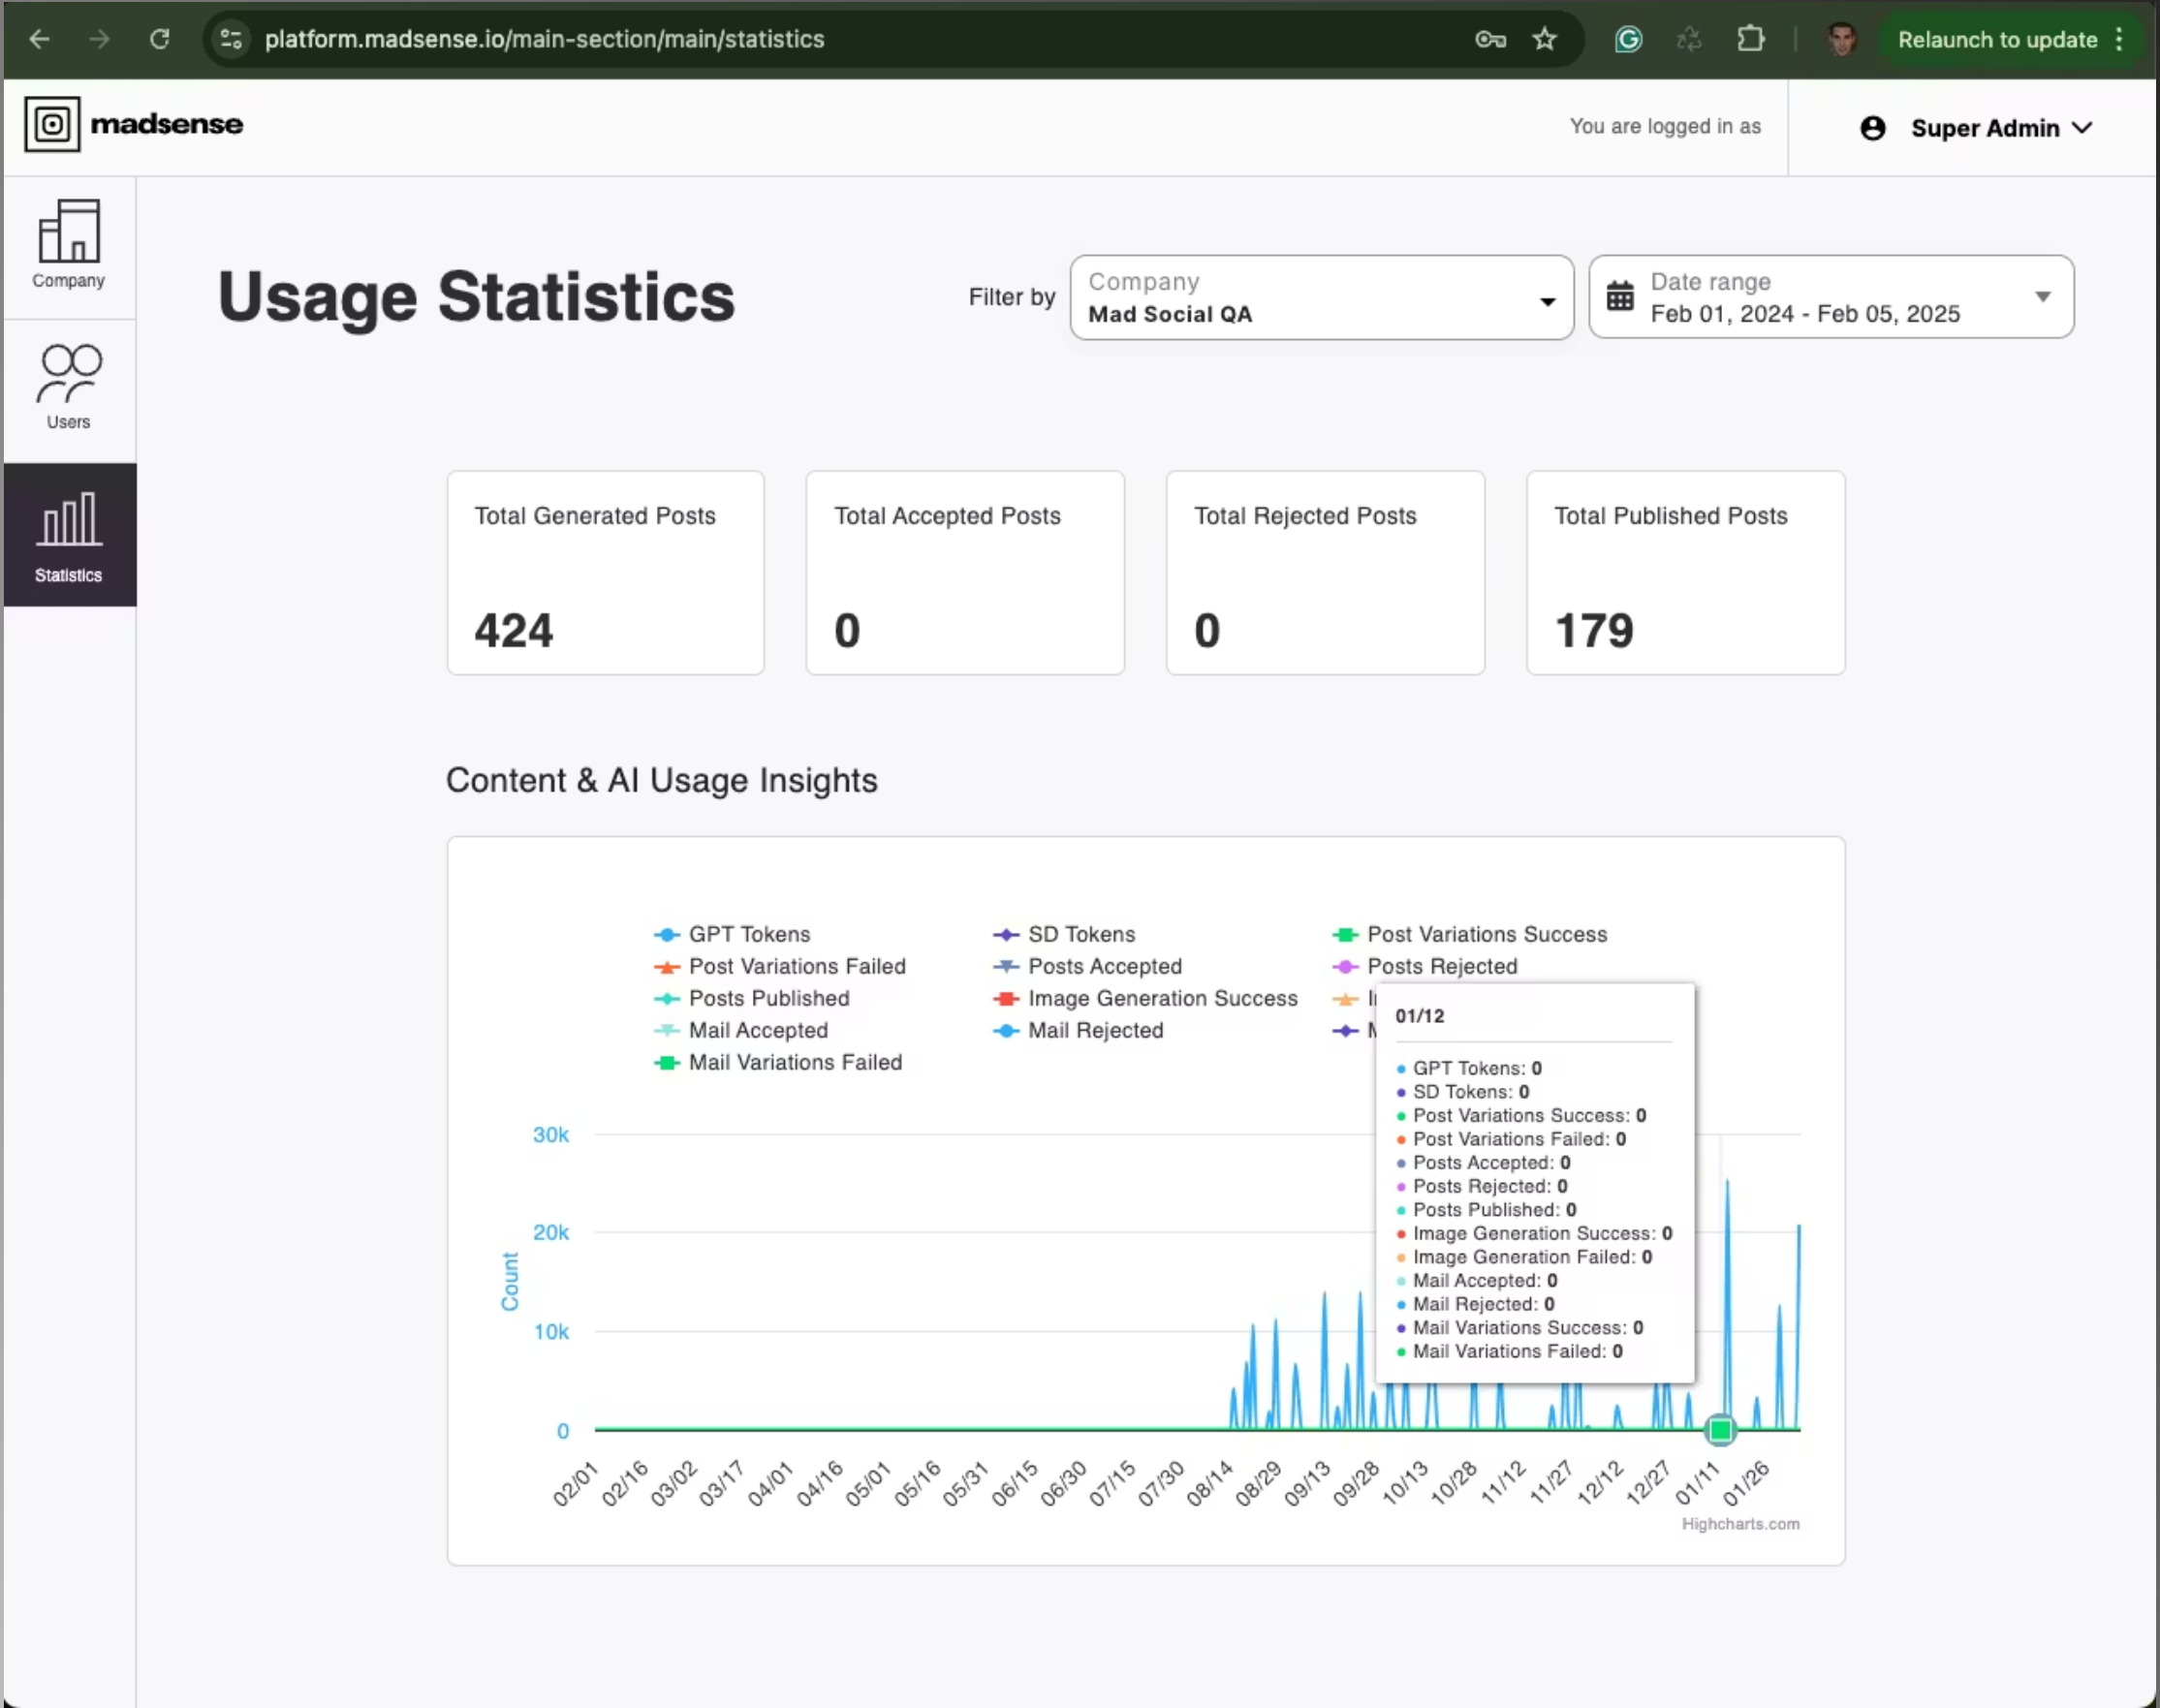 platform.madsense.io/main-section/main/statistics
Relaunch to update
madsense
You are logged in as
Super Admin
Company
Users
Statistics
Usage Statistics
Filter by
Company
Mad Social QA
Date range
Feb 01, 2024 - Feb 05, 2025
Total Generated Posts
424
Total Accepted Posts
0
Total Rejected Posts
0
Total Published Posts
179
Content & AI Usage Insights
GPT Tokens
SD Tokens
Post Variations Success
Post Variations Failed
Posts Accepted
Posts Rejected
Posts Published
Image Generation Success
Mail Accepted
Mail Rejected
Mail Variations Failed
01/12
GPT Tokens: 0
SD Tokens: 0
Post Variations Success: 0
Post Variations Failed: 0
Posts Accepted: 0
Posts Rejected: 0
Posts Published: 0
Image Generation Success: 0
Image Generation Failed: 0
Mail Accepted: 0
Mail Rejected: 0
Mail Variations Success: 0
Mail Variations Failed: 0
Count
30k
20k
10k
0
02/01 02/16 03/02 03/17 04/01 04/16 05/01 05/16 05/31 06/15 06/30 07/15 07/30 08/14 08/29 09/13 09/28 10/13 10/28 11/12 11/27 12/12 12/27 01/11 01/26
Highcharts.com